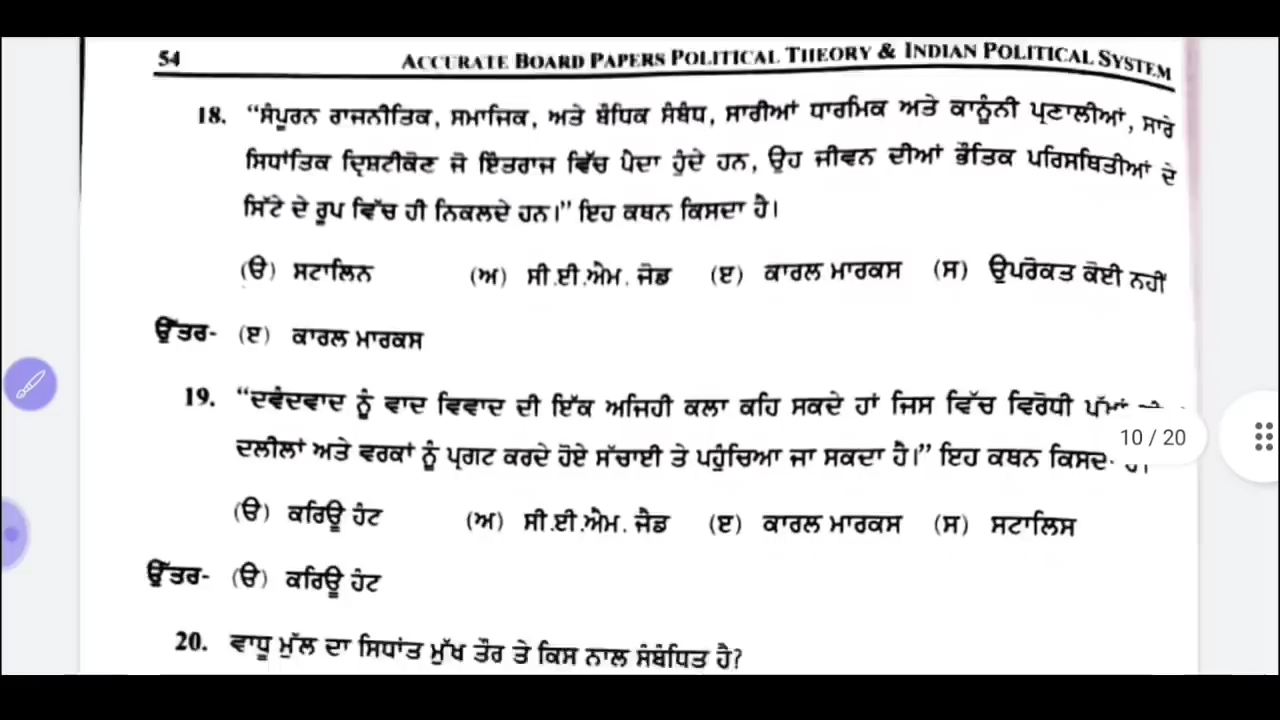 54 ACCURATE BOARD PAPERS POLITICAL THEORY & INDIAN POLITICAL SYSTEM
18. “ਸੰਪੂਰਨ ਰਾਜਨੀਤਿਕ, ਸਮਾਜਿਕ, ਅਤੇ ਬੌਧਿਕ ਸੰਬੰਧ, ਸਾਰੀਆਂ ਧਾਰਮਿਕ ਅਤੇ ਕਾਨੂੰਨੀ ਪ੍ਰਣਾਲੀਆਂ, ਸਾਰੇ
ਸਿਧਾਂਤਿਕ ਦ੍ਰਿਸ਼ਟੀਕੋਣ ਜੋ ਇੰਤਰਾਜ ਵਿੱਚ ਪੈਦਾ ਹੁੰਦੇ ਹਨ, ਉਹ ਜੀਵਨ ਦੀਆਂ ਭੌਤਿਕ ਪਰਿਸਥਿਤੀਆਂ ਦੇ
ਸਿੱਟੇ ਦੇ ਰੂਪ ਵਿੱਚ ਹੀ ਨਿਕਲਦੇ ਹਨ।” ਇਹ ਕਥਨ ਕਿਸਦਾ ਹੈ।
(ੳ) ਸਟਾਲਿਨ (ਅ) ਸੀ.ਈ.ਐਮ. ਜੋਡ (ੲ) ਕਾਰਲ ਮਾਰਕਸ (ਸ) ਉਪਰੋਕਤ ਕੋਈ ਨਹੀਂ
ਉੱਤਰ- (ੲ) ਕਾਰਲ ਮਾਰਕਸ
19. “ਦਵੰਦਵਾਦ ਨੂੰ ਵਾਦ ਵਿਵਾਦ ਦੀ ਇੱਕ ਅਜਿਹੀ ਕਲਾ ਕਹਿ ਸਕਦੇ ਹਾਂ ਜਿਸ ਵਿੱਚ ਵਿਰੋਧੀ
ਦਲੀਲਾਂ ਅਤੇ ਵਰਕਾਂ ਨੂੰ ਪ੍ਰਗਟ ਕਰਦੇ ਹੋਏ ਸੱਚਾਈ ਤੇ ਪਹੁੰਚਿਆ ਜਾ ਸਕਦਾ ਹੈ।” ਇਹ ਕਥਨ
10 / 20
(ੳ) ਕਰਿਊ ਹੰਟ (ਅ) ਸੀ.ਈ.ਐਮ. ਜੈਡ (ੲ) ਕਾਰਲ ਮਾਰਕਸ (ਸ) ਸਟਾਲਿਸ
ਉੱਤਰ- (ੳ) ਕਰਿਊ ਹੰਟ
20. ਵਾਧੂ ਮੁੱਲ ਦਾ ਸਿਧਾਂਤ ਮੁੱਖ ਤੌਰ ਤੇ ਕਿਸ ਨਾਲ ਸੰਬੰਧਿਤ ਹੈ?